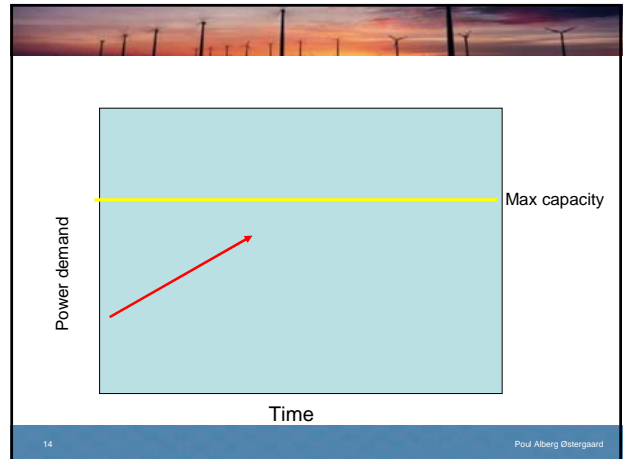 Max capacity
Power demand
Time
14
Poul Alberg Østergaard